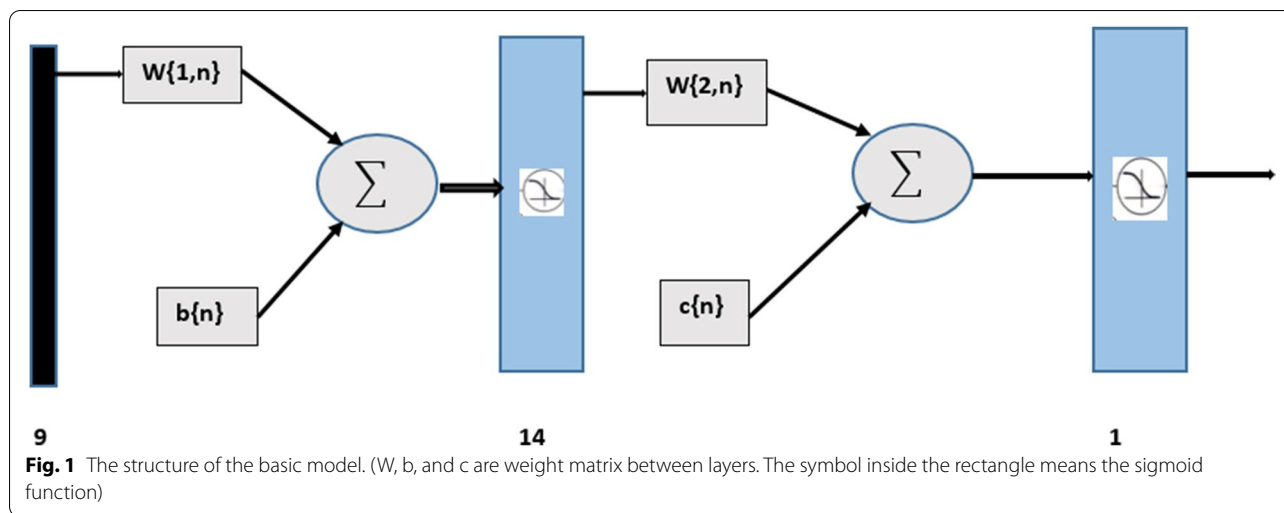 W{1,n}
W{2,n}
∑
∑
b{n}
c{n}
9 14 1
Fig. 1 The structure of the basic model. (W, b, and c are weight matrix between layers. The symbol inside the rectangle means the sigmoid
function)